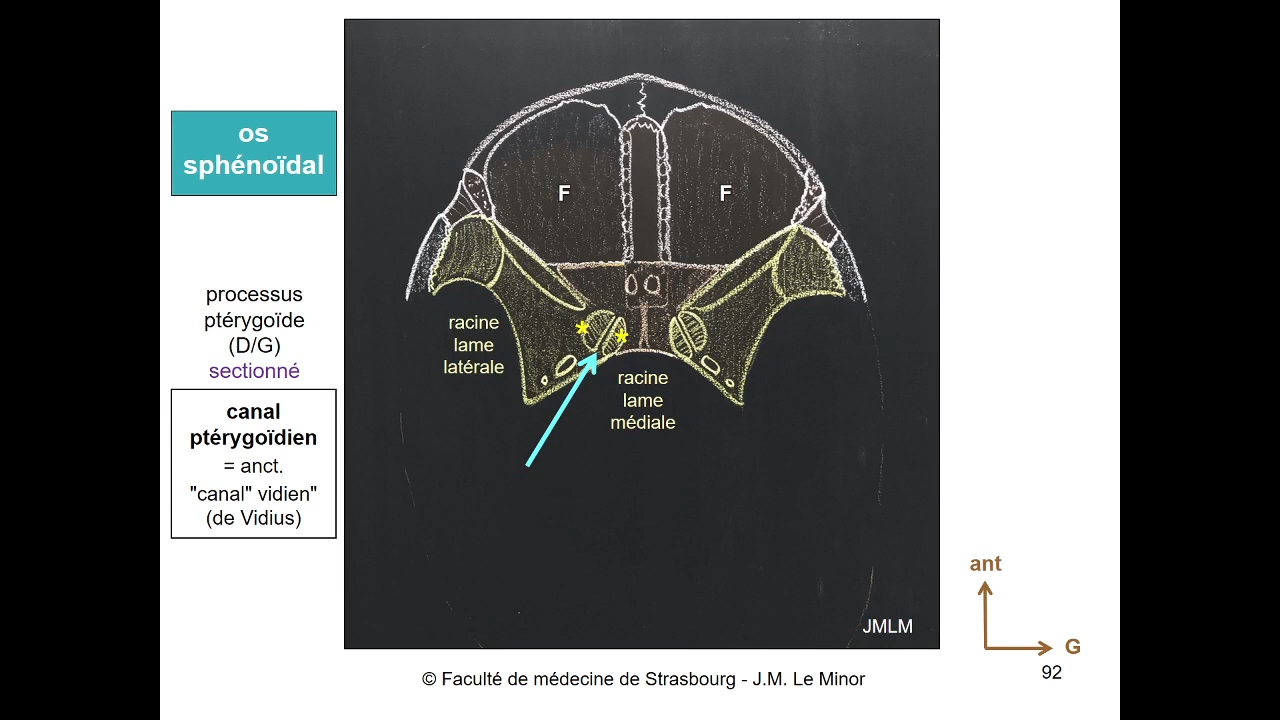 os
sphénoïdal
processus
ptérygoïde
(D/G)
sectionné
canal
ptérygoïdien
= anct.
"canal" vidien"
(de Vidius)
F
F
racine
lame
latérale
*
*
racine
lame
médiale
JMLM
ant
G
92
© Faculté de médecine de Strasbourg - J.M. Le Minor